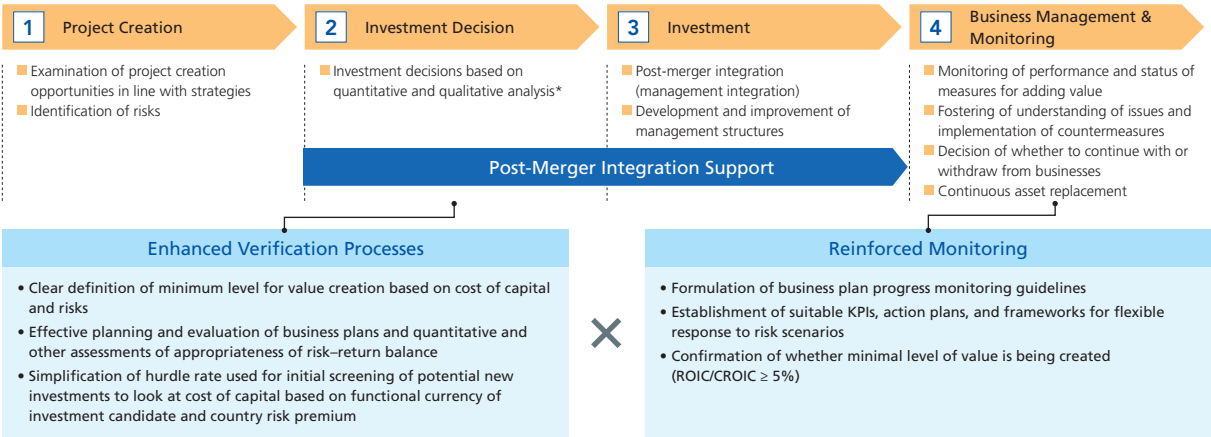 1 Project Creation
Examination of project creation
opportunities in line with strategies
Identification of risks
2 Investment Decision
Investment decisions based on
quantitative and qualitative analysis*
3 Investment
Post-merger integration
(management integration)
Development and improvement of
management structures
4 Business Management &
Monitoring
Monitoring of performance and status of
measures for adding value
Fostering of understanding of issues and
implementation of countermeasures
Decision of whether to continue with or
withdraw from businesses
Continuous asset replacement
Post-Merger Integration Support
Enhanced Verification Processes
• Clear definition of minimum level for value creation based on cost of capital
and risks
• Effective planning and evaluation of business plans and quantitative and
other assessments of appropriateness of risk–return balance
• Simplification of hurdle rate used for initial screening of potential new
investments to look at cost of capital based on functional currency of
investment candidate and country risk premium
×
Reinforced Monitoring
• Formulation of business plan progress monitoring guidelines
• Establishment of suitable KPIs, action plans, and frameworks for flexible
response to risk scenarios
• Confirmation of whether minimal level of value is being created
(ROIC/CROIC ≥ 5%)